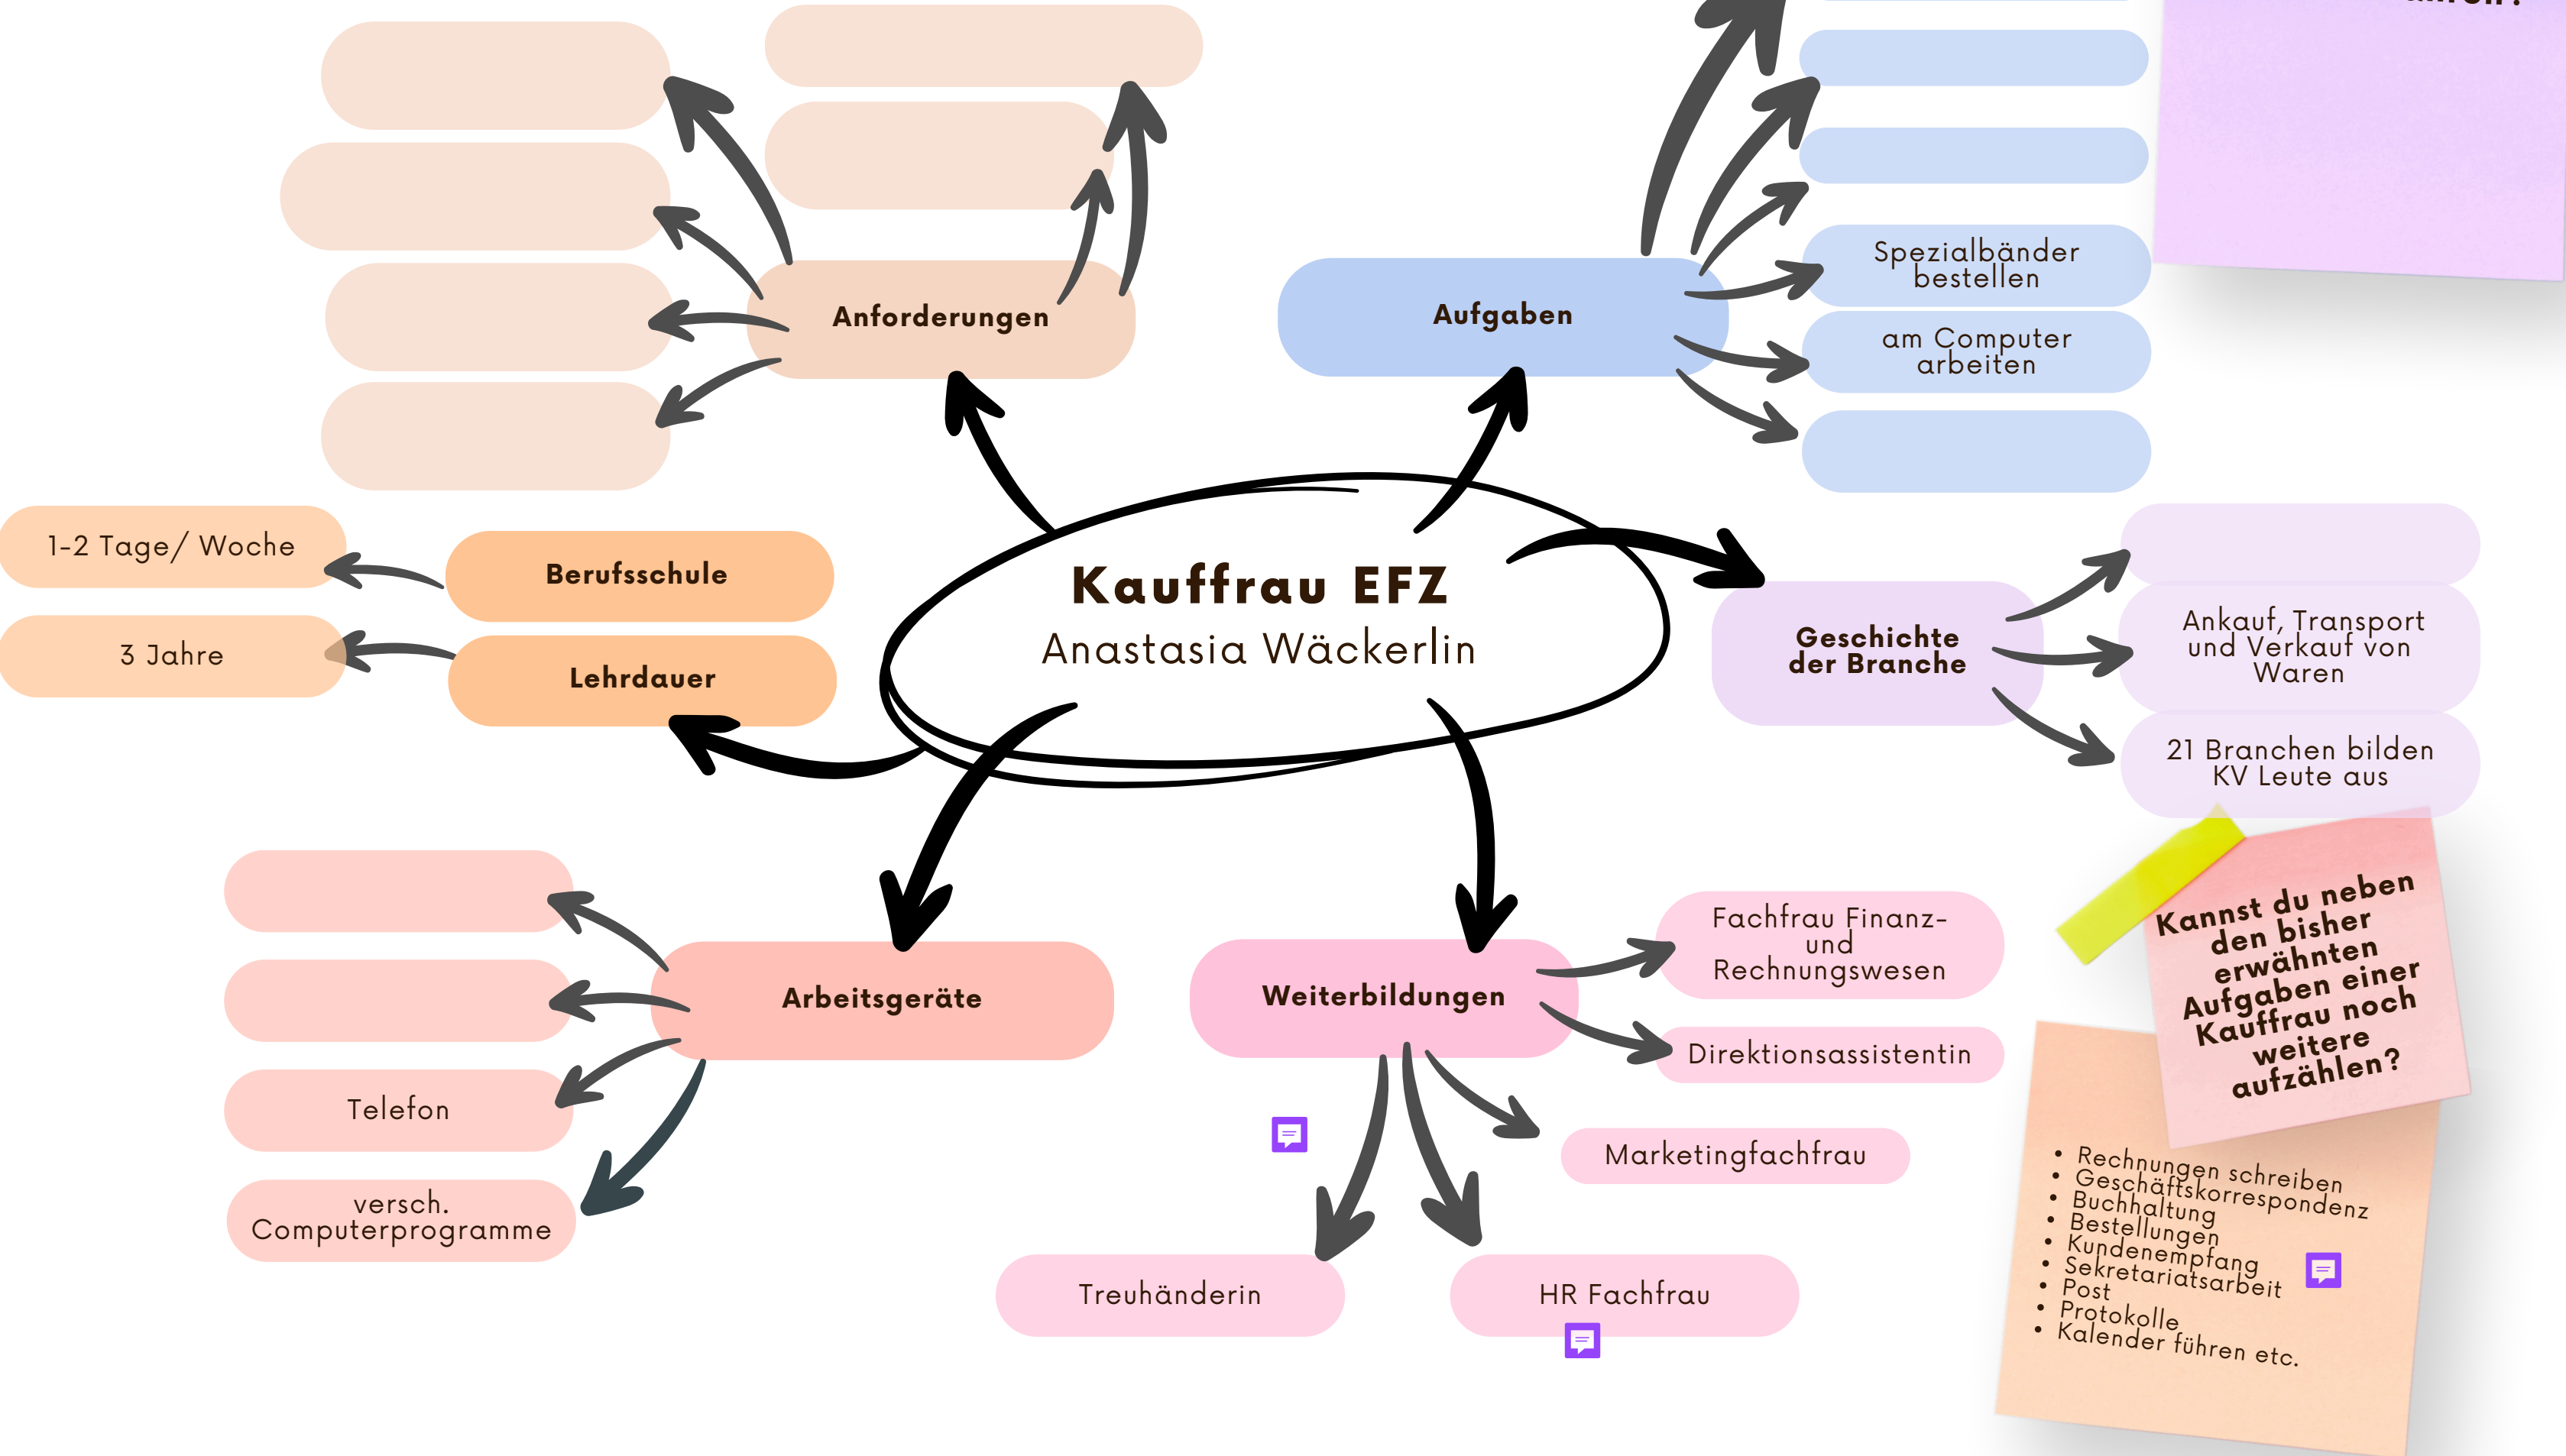 Anforderungen
Aufgaben
Spezialbänder
bestellen
am Computer
arbeiten
1-2 Tage/ Woche
Berufsschule
3 Jahre
Lehrdauer
Kauffrau EFZ
Anastasia Wäckerlin
Geschichte
der Branche
Ankauf, Transport
und Verkauf von
Waren
21 Branchen bilden
KV Leute aus
Arbeitsgeräte
Telefon
versch.
Computerprogramme
Weiterbildungen
Fachfrau Finanz-
und
Rechnungswesen
Direktionsassistentin
Marketingfachfrau
Treuhänderin
HR Fachfrau
Kannst du neben
den bisher
erwähnten
Aufgaben einer
Kauffrau noch
weitere
aufzählen?
• Rechnungen schreiben
• Geschäftskorrespondenz
• Buchhaltung
• Bestellungen
• Kundenempfang
• Sekretariatsarbeit
• Post
• Protokolle
• Kalender führen etc.